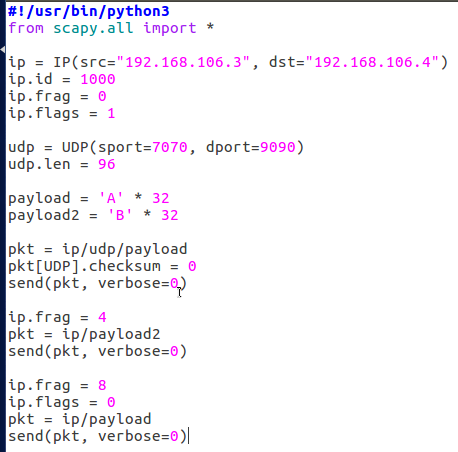 #!/usr/bin/python3
from scapy.all import *
ip = IP(src="192.168.106.3", dst="192.168.106.4")
ip.id = 1000
ip.frag = 0
ip.flags = 1
udp = UDP(sport=7070, dport=9090)
udp.len = 96
payload = 'A' * 32
payload2 = 'B' * 32
pkt = ip/udp/payload
pkt[UDP].checksum = 0
send(pkt, verbose=0)
ip.frag = 4
pkt = ip/payload2
send(pkt, verbose=0)
ip.frag = 8
ip.flags = 0
pkt = ip/payload
send(pkt, verbose=0)